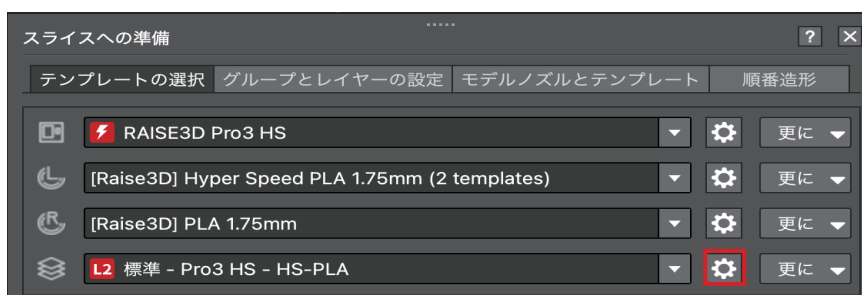 スライスへの準備 ?
テンプレートの選択 グループとレイヤーの設定 モデルノズルとテンプレート 順番造形
RAISE3D Pro3 HS 更に
L [Raise3D] Hyper Speed PLA 1.75mm (2 templates) 更に
R [Raise3D] PLA 1.75mm 更に
L2 標準 - Pro3 HS - HS-PLA 更に